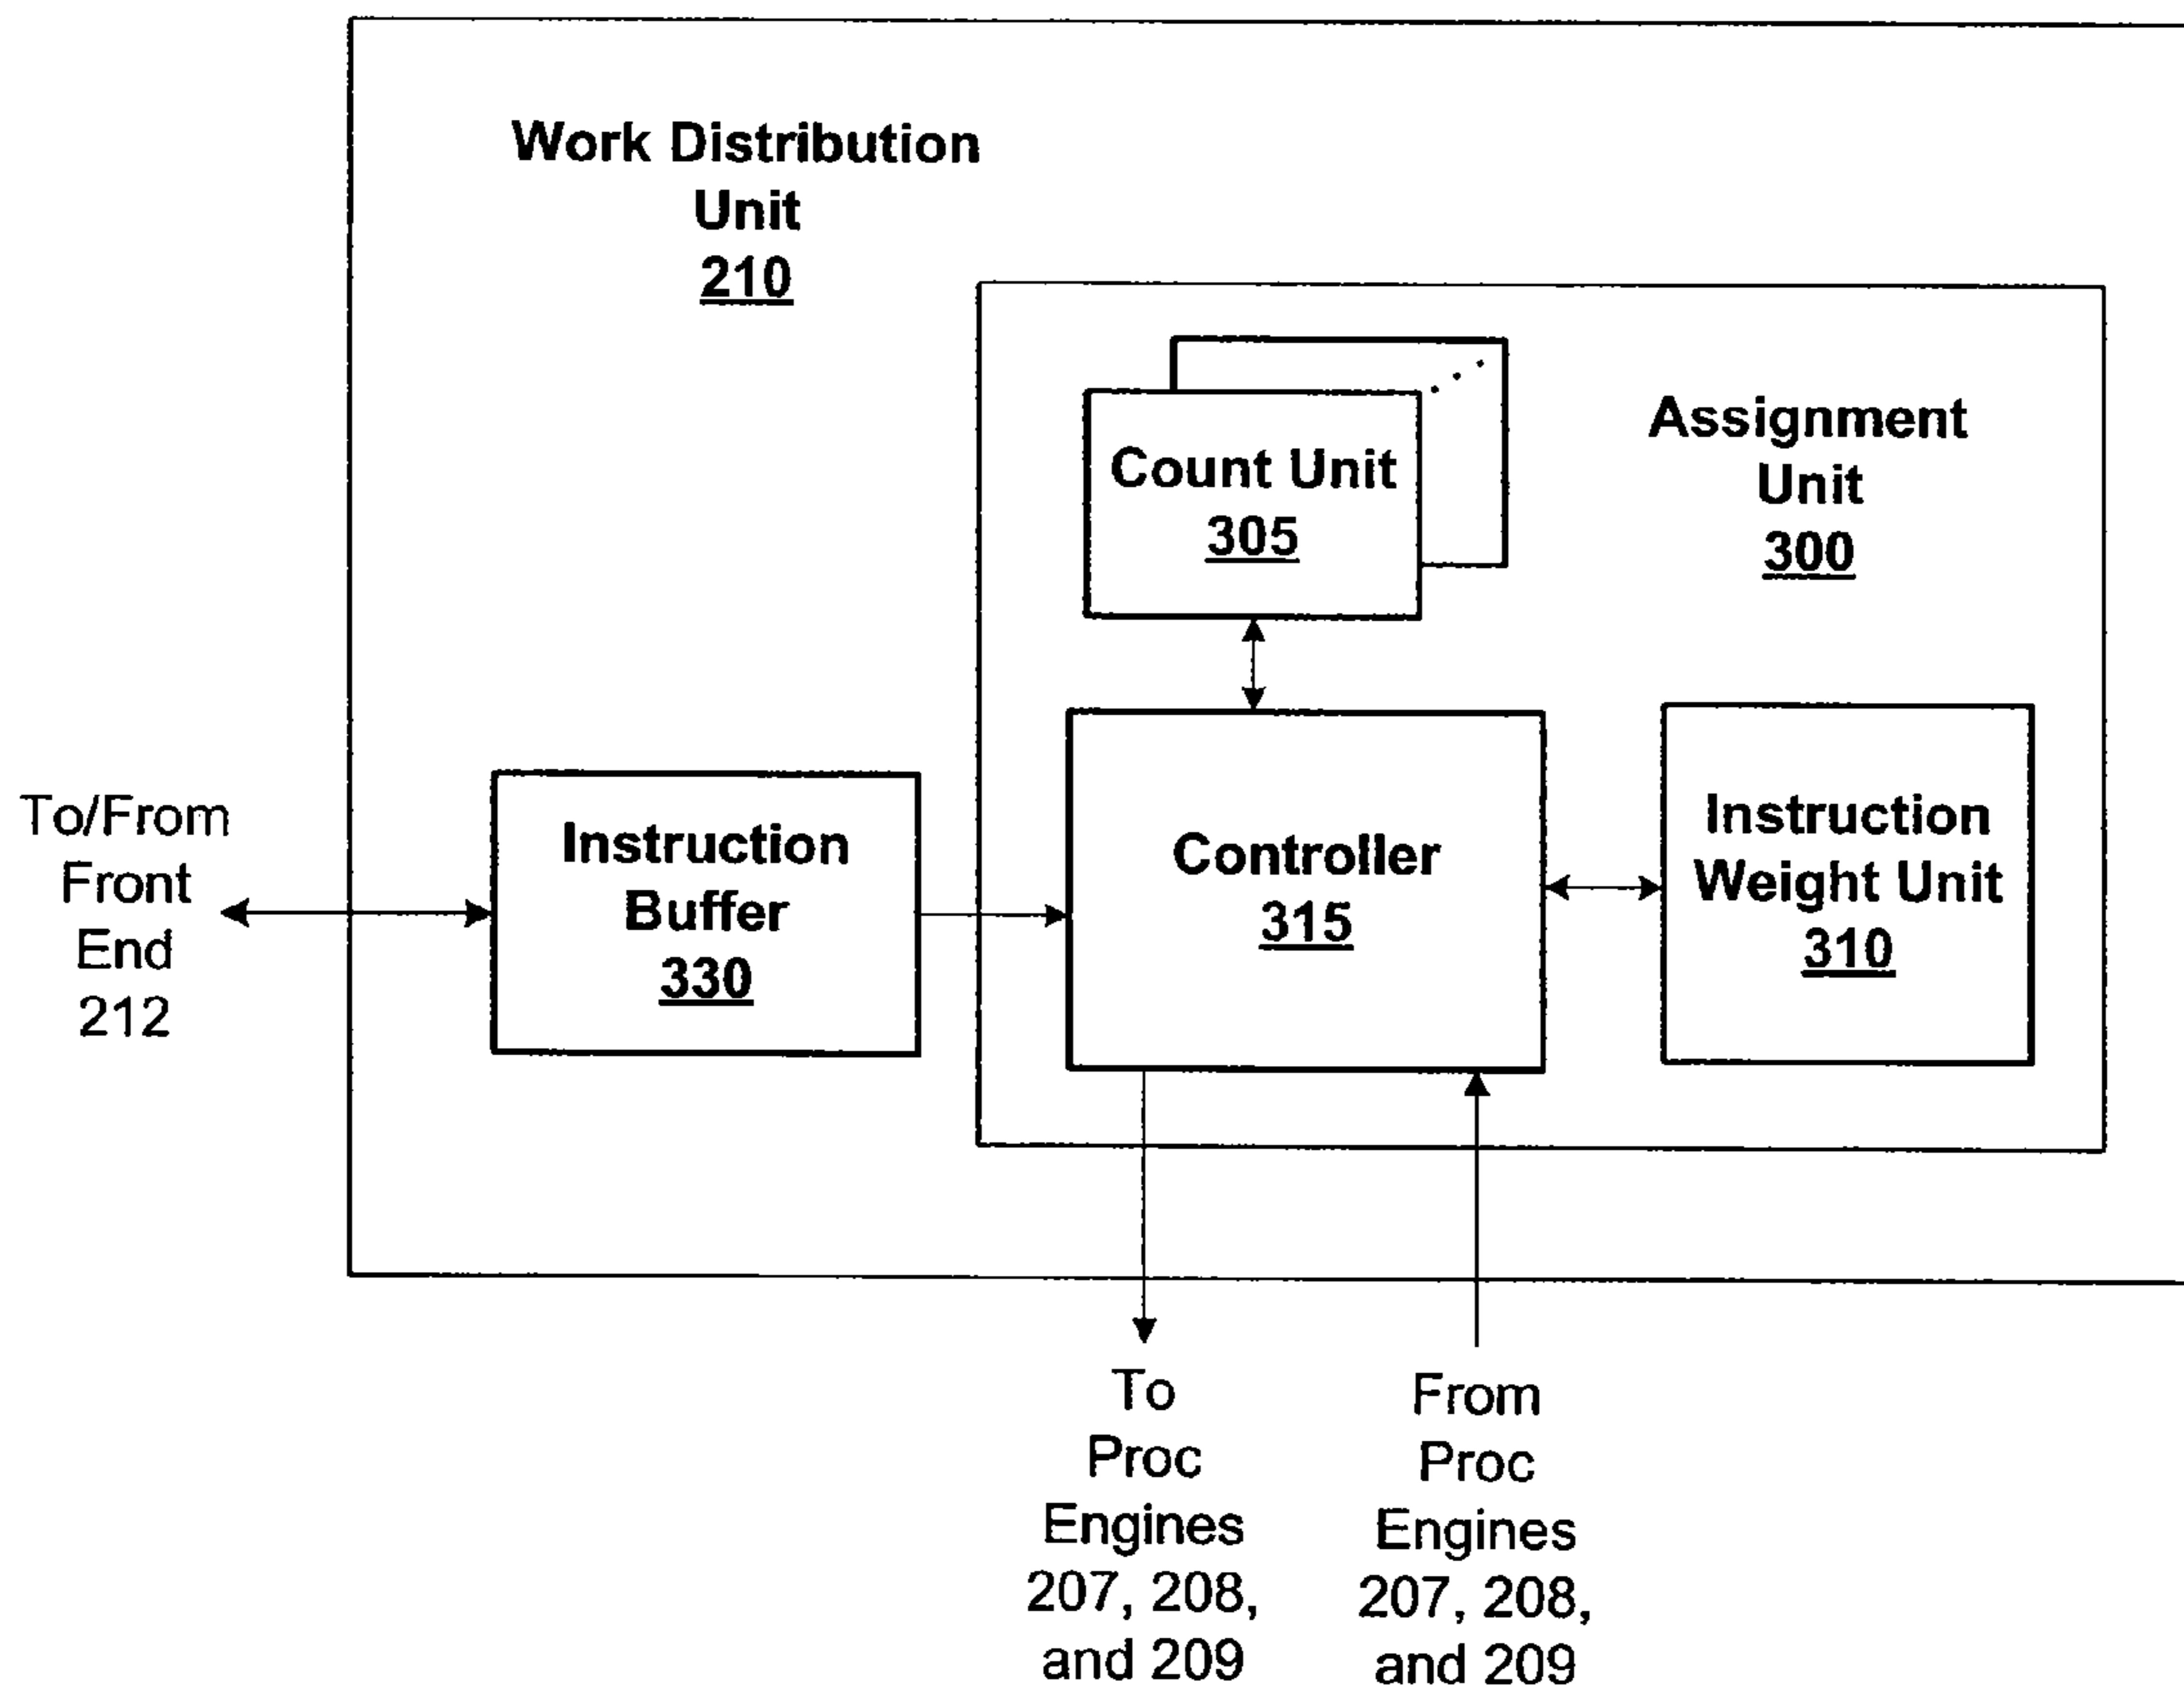 Work Distribution
Unit
210
Count Unit
305
Assignment
Unit
300
To/From
Front
End
212
Instruction
Buffer
330
Controller
315
Instruction
Weight Unit
310
To
Proc
Engines
207, 208,
and 209
From
Proc
Engines
207, 208,
and 209